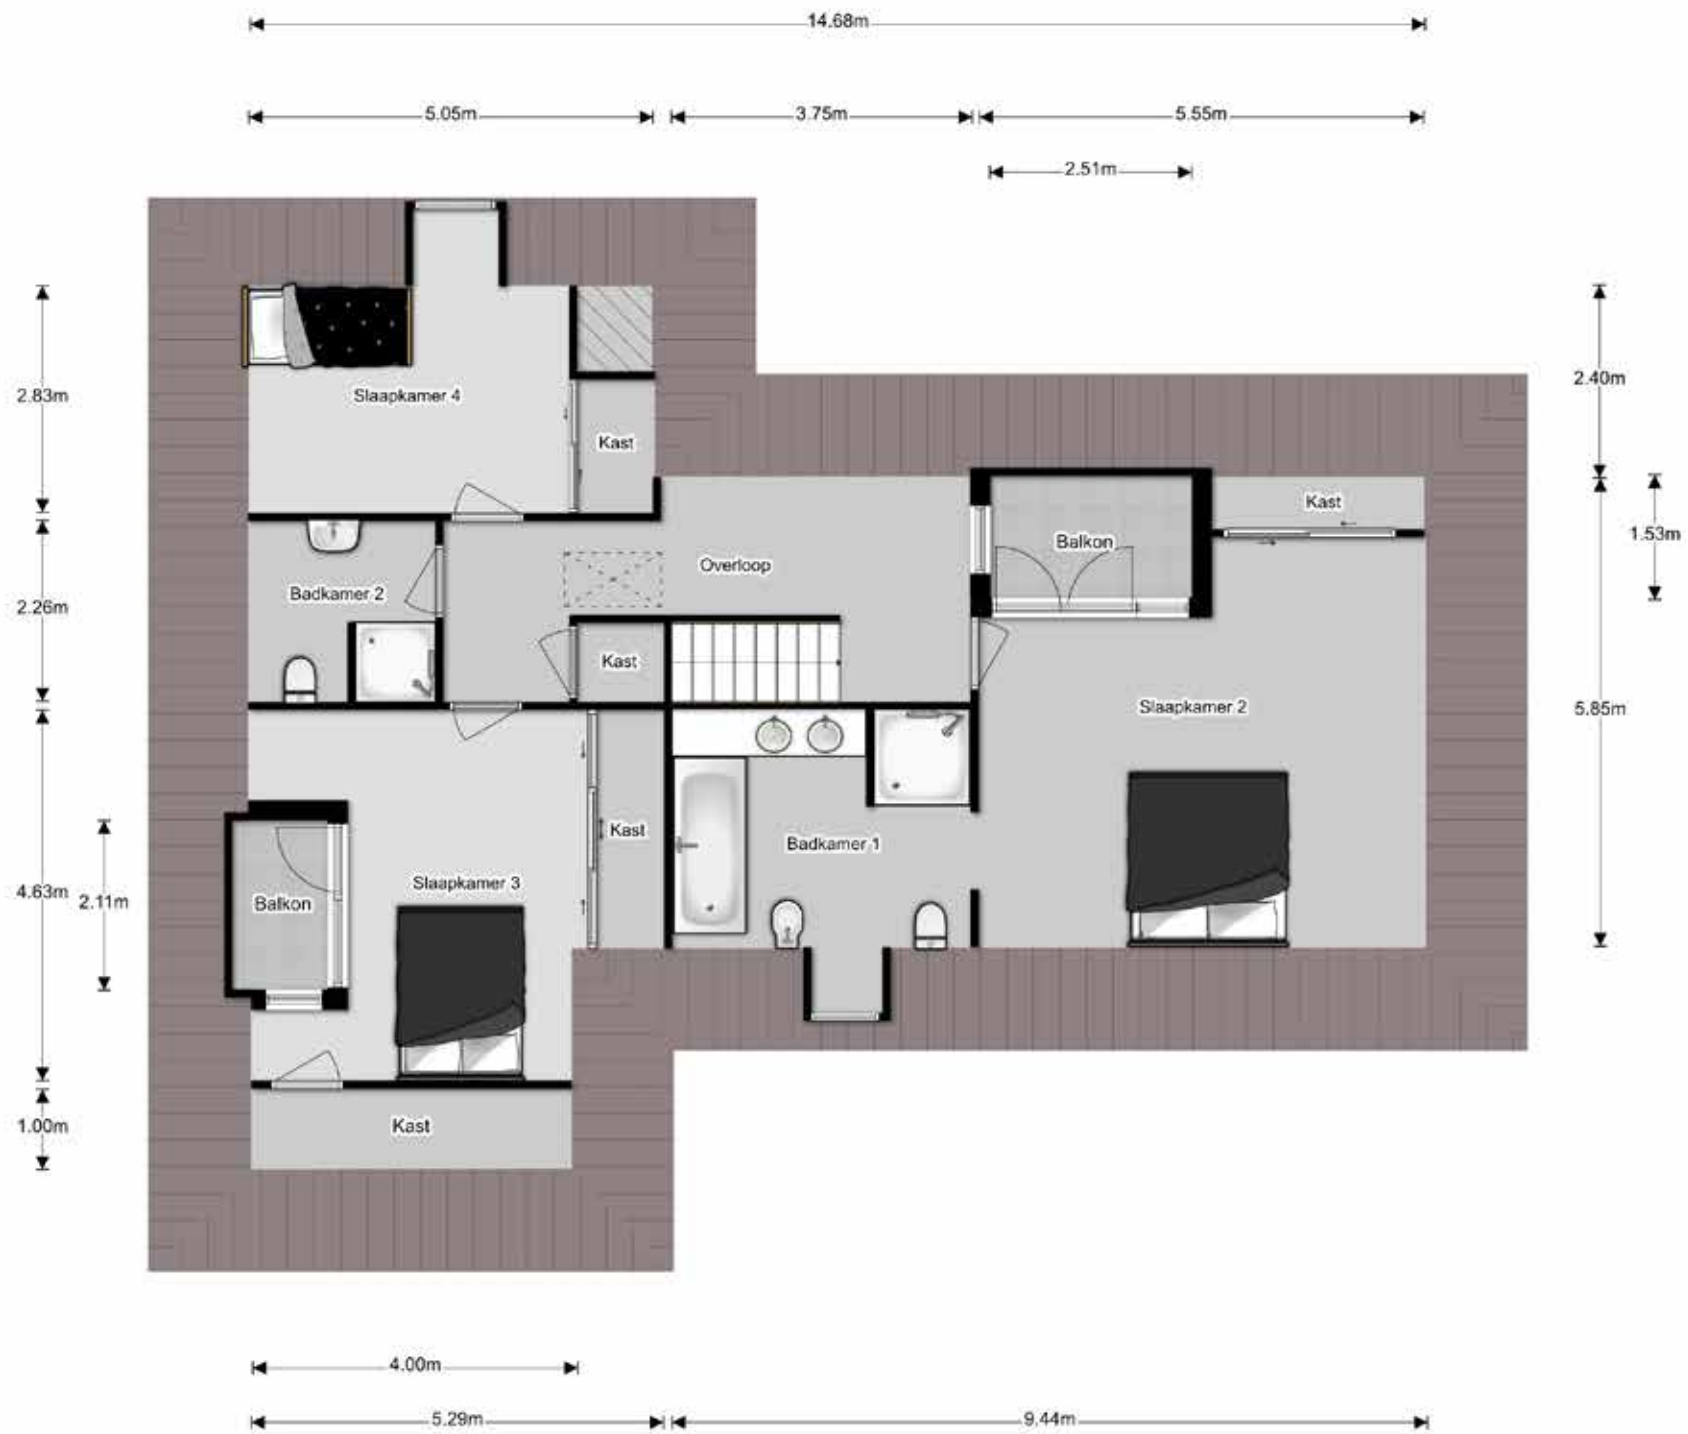 14.68m
5.05m
3.75m
5.55m
2.51m
2.83m
Slaapkamer 4
2.40m
Kast
Kast
Balkon
1.53m
Overloop
Badkamer 2
2.26m
Kast
Slaapkamer 2
5.85m
Kast
Badkamer 1
Slaapkamer 3
4.63m
2.11m
Balkon
1.00m
Kast
4.00m
5.29m
9.44m